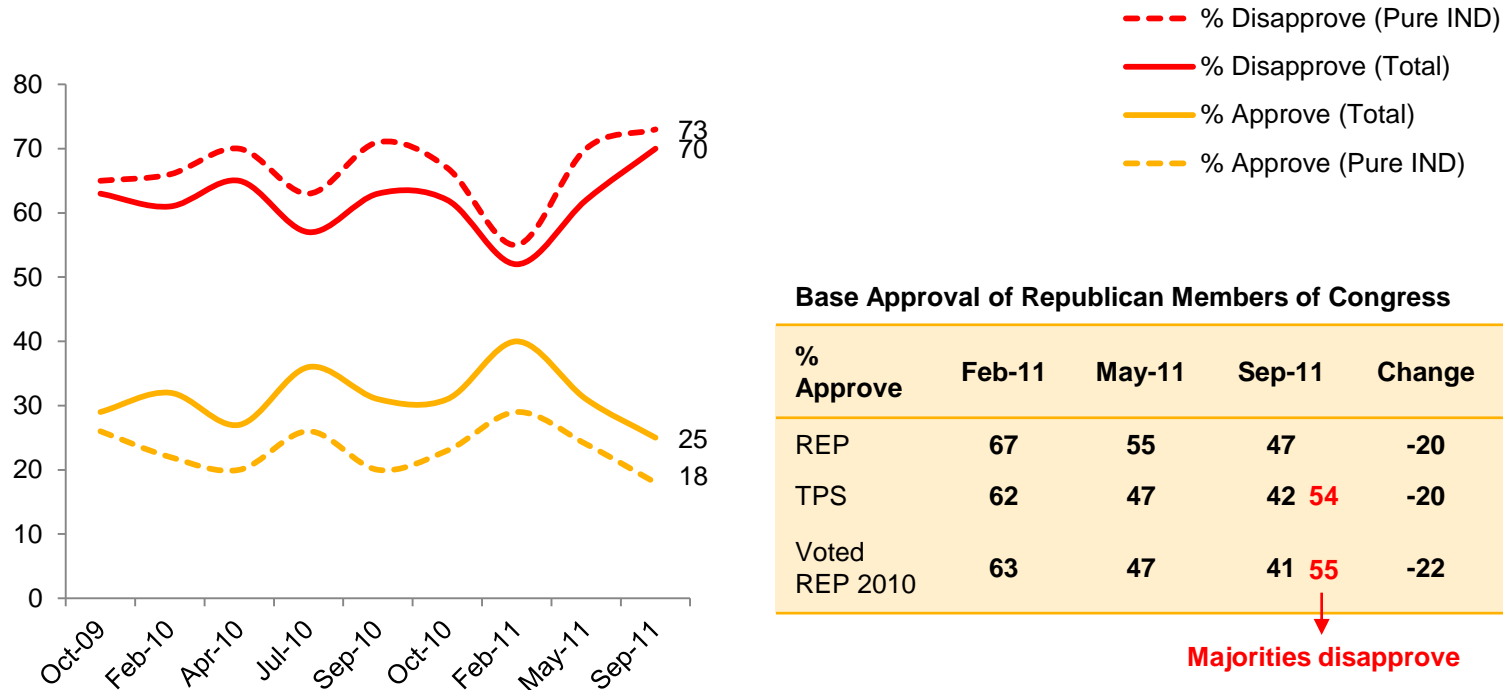 % Disapprove (Pure IND)
% Disapprove (Total)
% Approve (Total)
% Approve (Pure IND)
80
70
60
50
40
30
20
10
0
73
70
25
18
Oct-09 Feb-10 Apr-10 Jul-10 Sep-10 Oct-10 Feb-11 May-11 Sep-11
Base Approval of Republican Members of Congress
% Approve Feb-11 May-11 Sep-11 Change
REP 67 55 47 -20
TPS 62 47 42 54 -20
Voted REP 2010 63 47 41 55 -22
Majorities disapprove